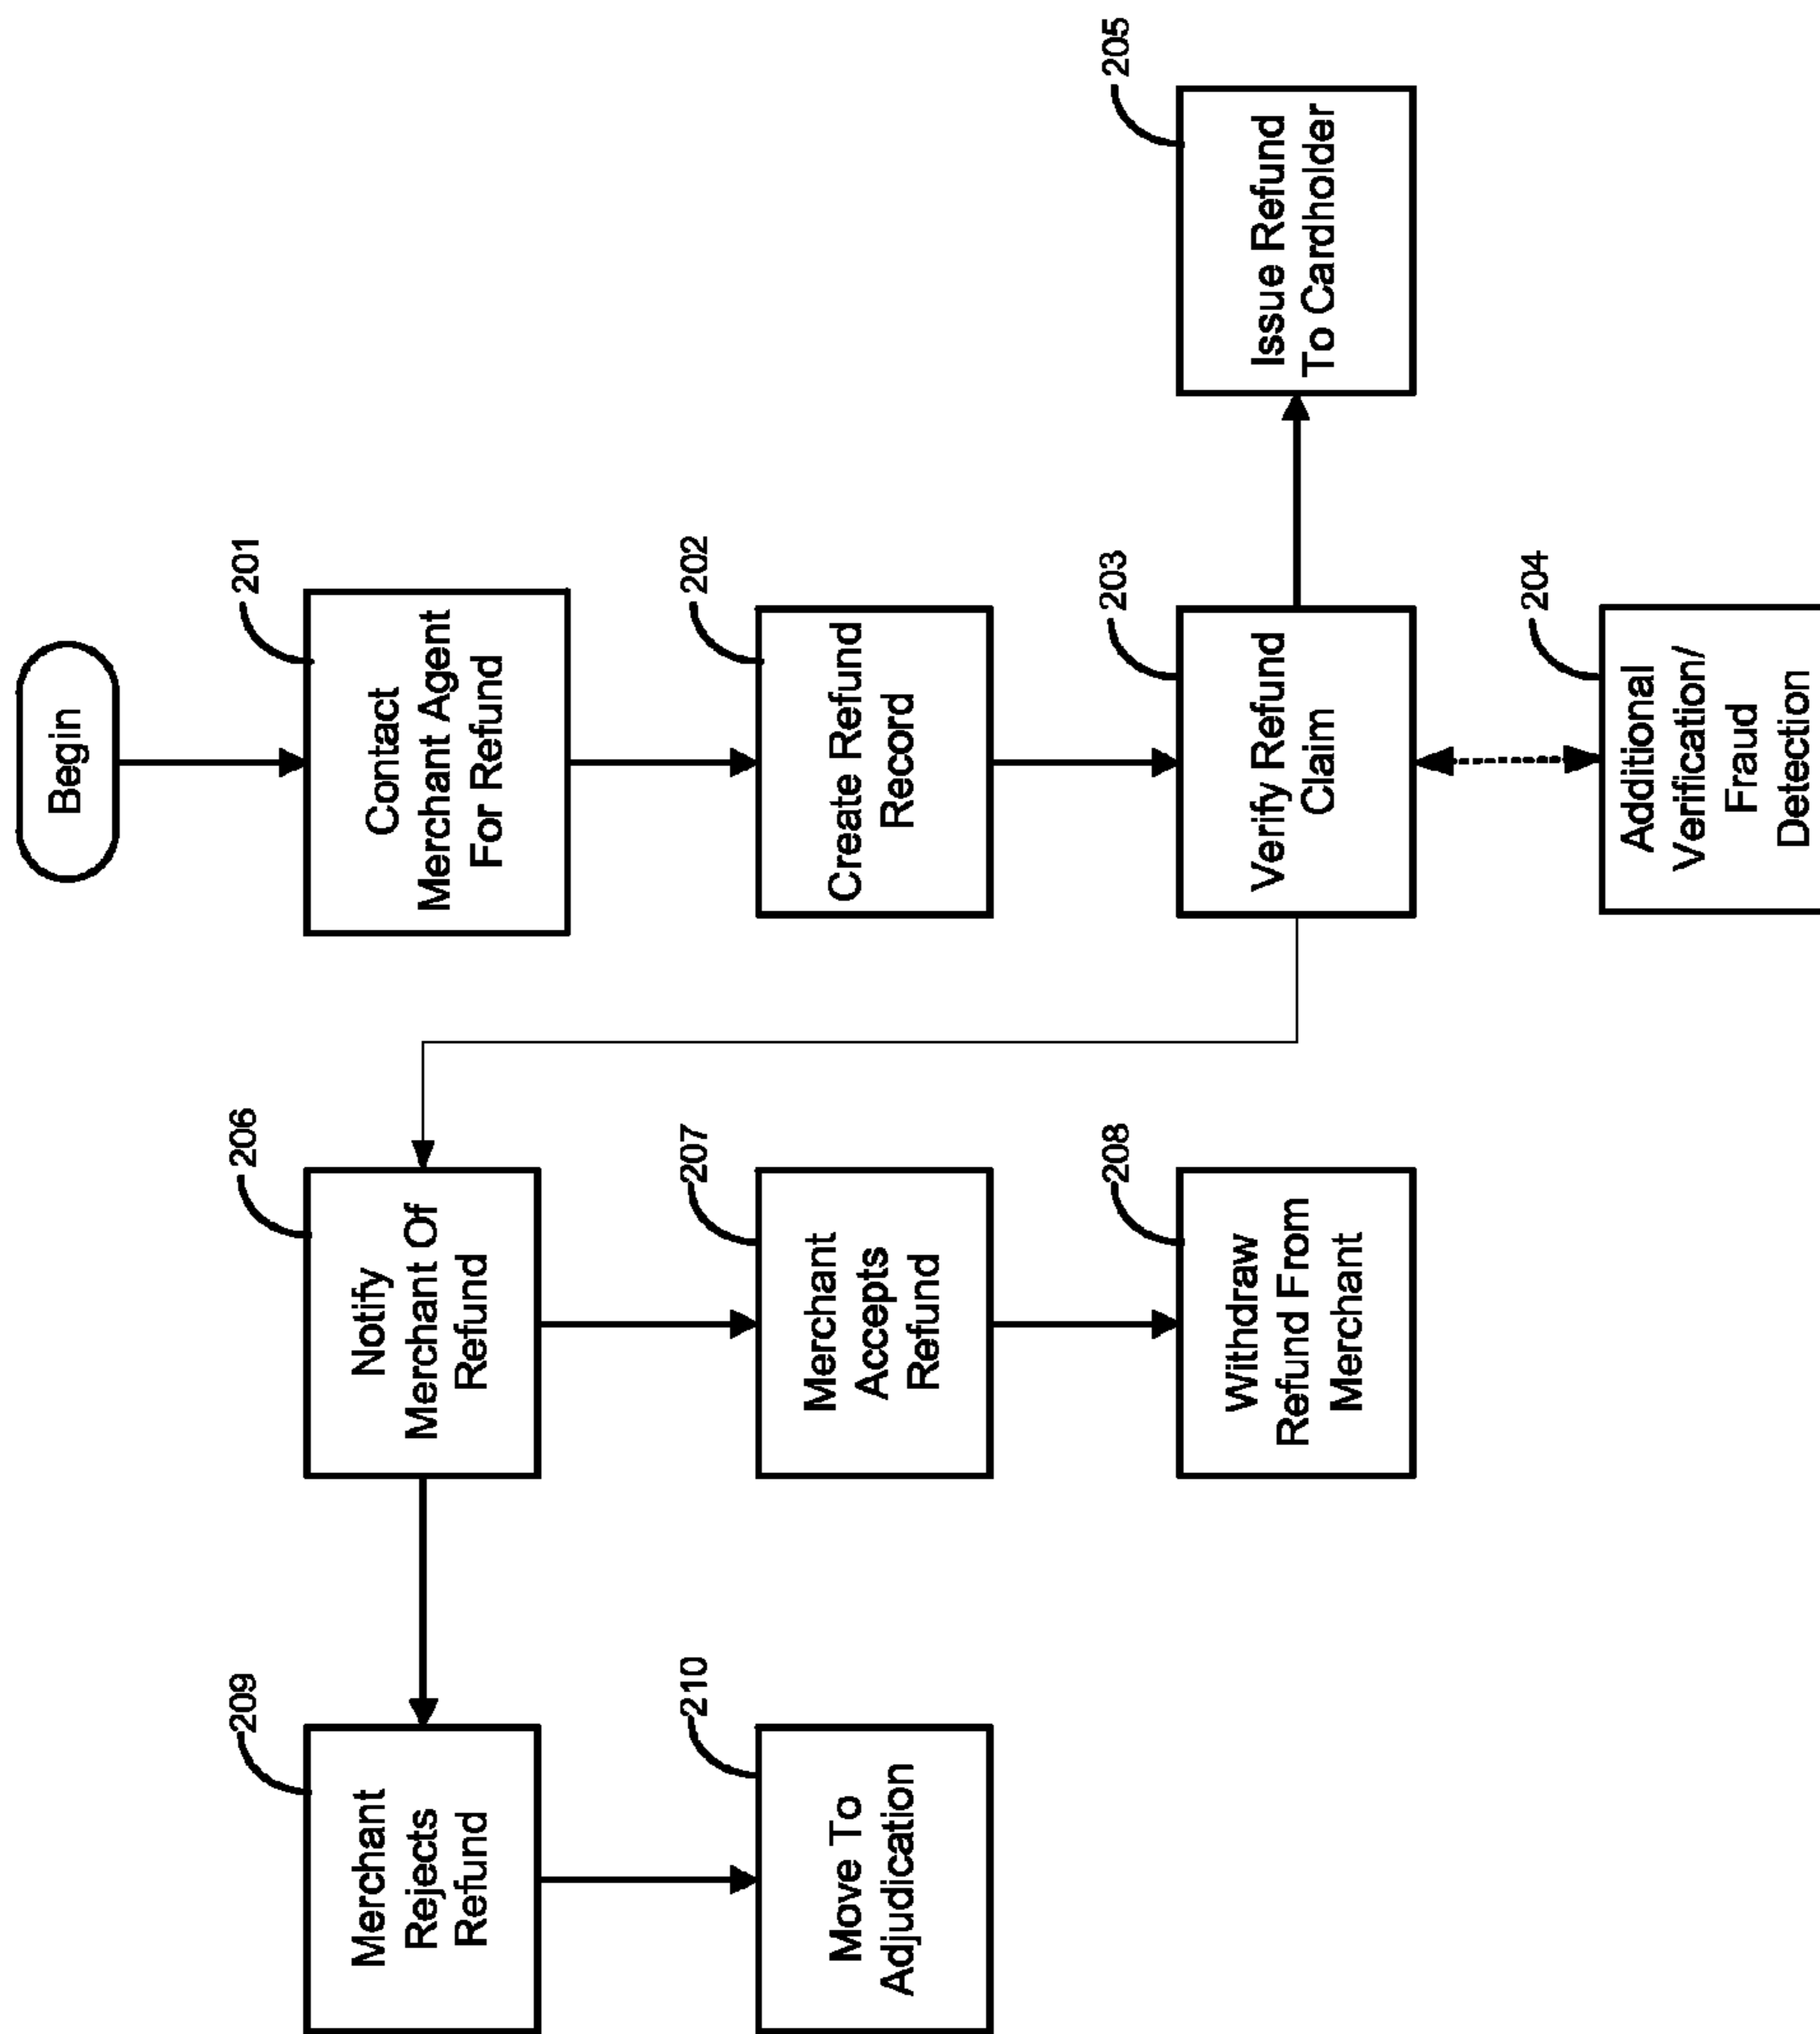 Begin
201
Contact
Merchant Agent
For Refund
202
Create Refund
Record
203
Verify Refund
Claim
204
Additional
Verification/
Fraud
Detection
205
Issue Refund
To Cardholder
206
Notify
Merchant Of
Refund
207
Merchant
Accepts
Refund
208
Withdraw
Refund From
Merchant
209
Merchant
Rejects
Refund
210
Move To
Adjudication